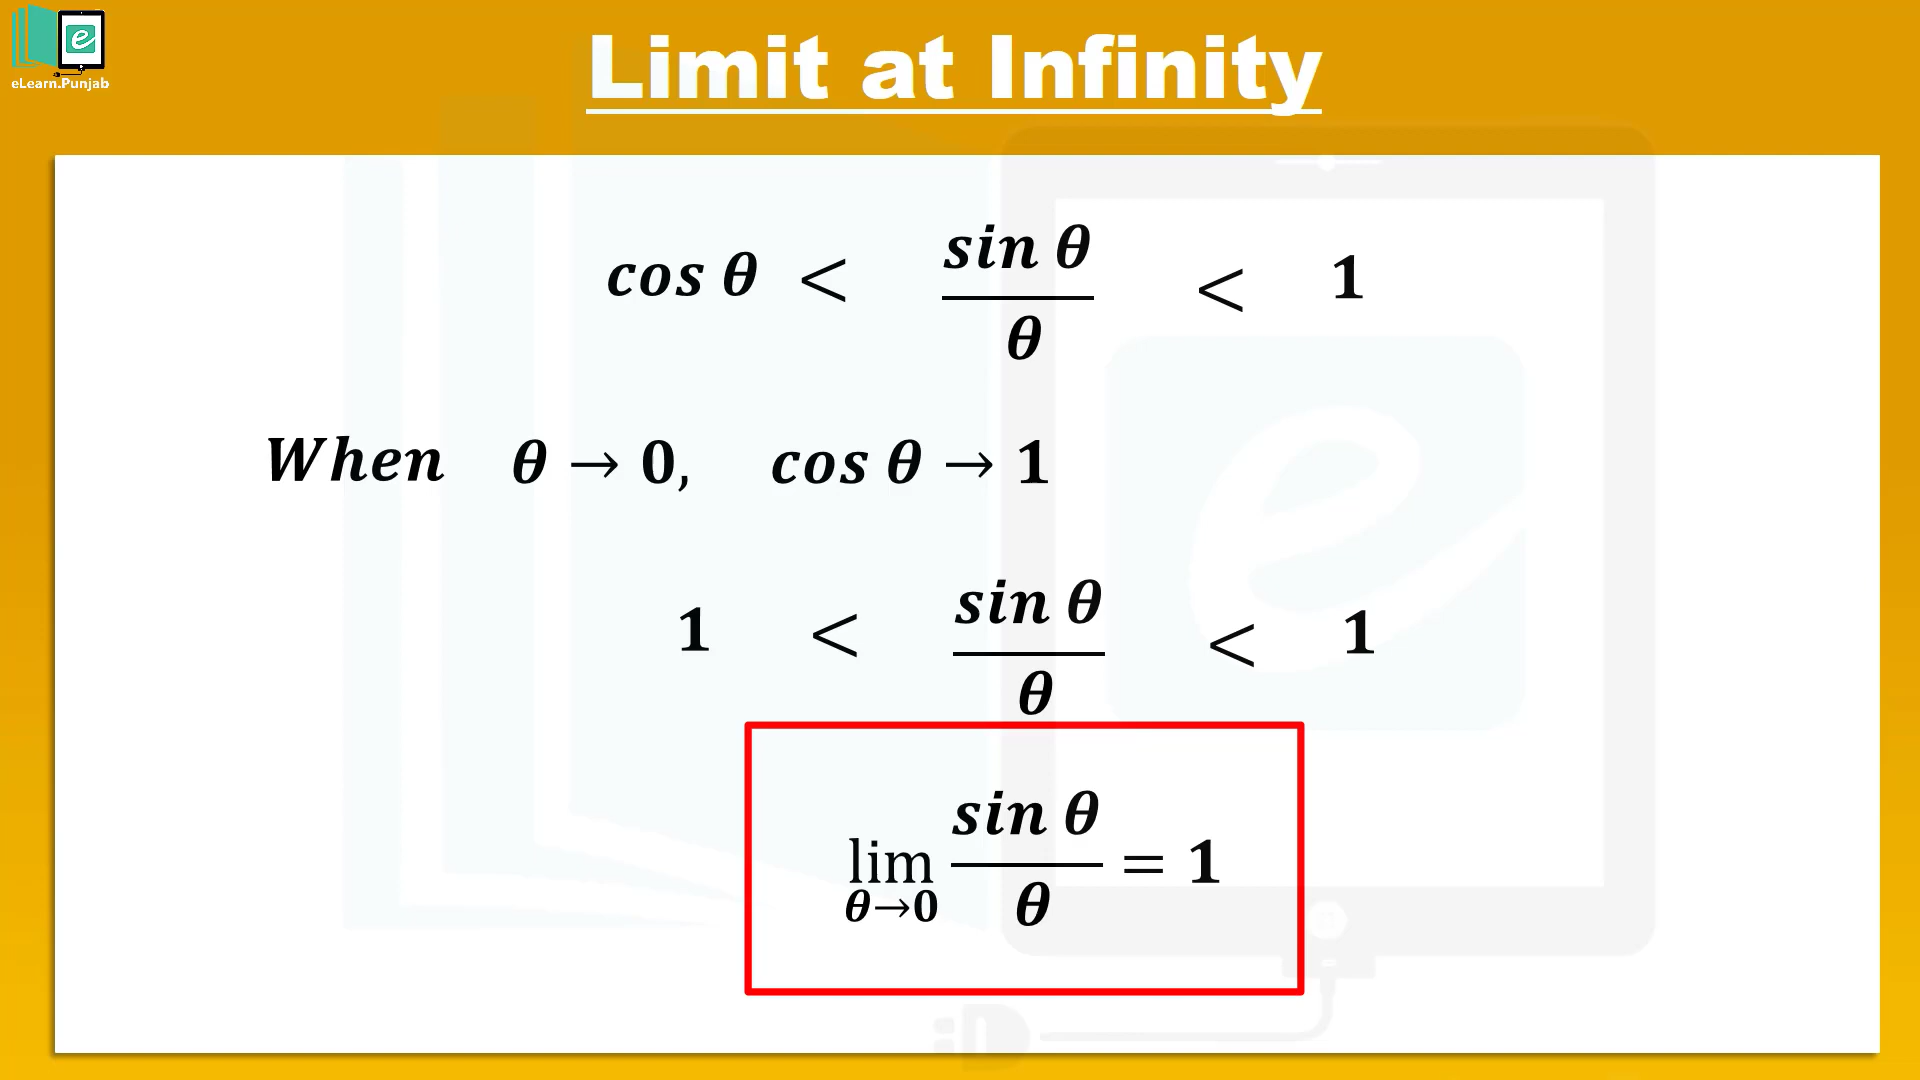 eLearn.Punjab
Limit at Infinity
cos θ < sin θ / θ < 1
When θ → 0, cos θ → 1
1 < sin θ / θ < 1
lim θ→0 sin θ / θ = 1